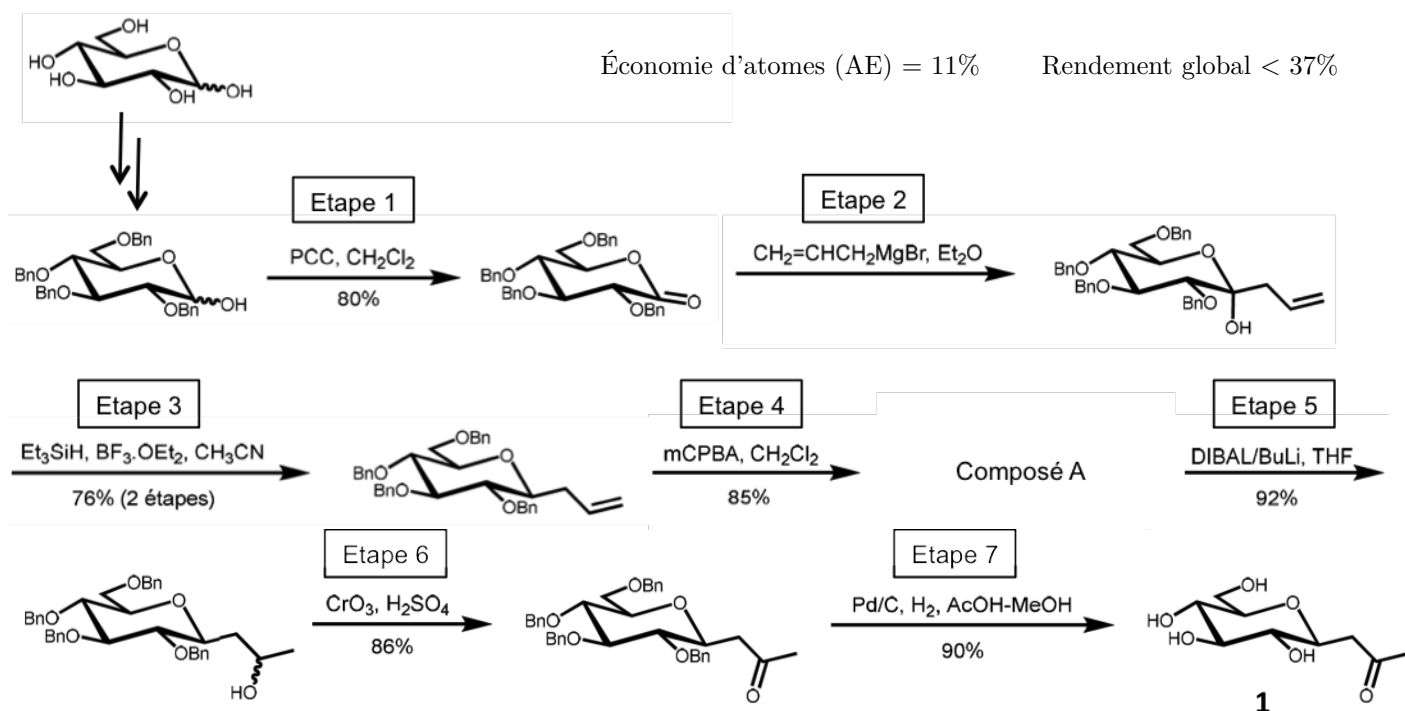 OH
HO
O
HO
HO
OH
OH
Économie d'atomes (AE) = 11% Rendement global < 37%
Etape 1
Etape 2
OBn
O
BnO
BnO
OBn
OH
PCC, CH₂Cl₂
80%
OBn
O
BnO
BnO
OBn
O
CH₂=CHCH₂MgBr, Et₂O
OBn
O
BnO
BnO
BnO
OH
Etape 3
Etape 4
Etape 5
Et₃SiH, BF₃.OEt₂, CH₃CN
76% (2 étapes)
OBn
O
BnO
BnO
OBn
mCPBA, CH₂Cl₂
85%
Composé A
DIBAL/BuLi, THF
92%
Etape 6
Etape 7
OBn
O
BnO
BnO
OBn
HO
CrO₃, H₂SO₄
86%
OBn
O
BnO
BnO
OBn
O
Pd/C, H₂, AcOH-MeOH
90%
OH
O
HO
HO
OH
O
1